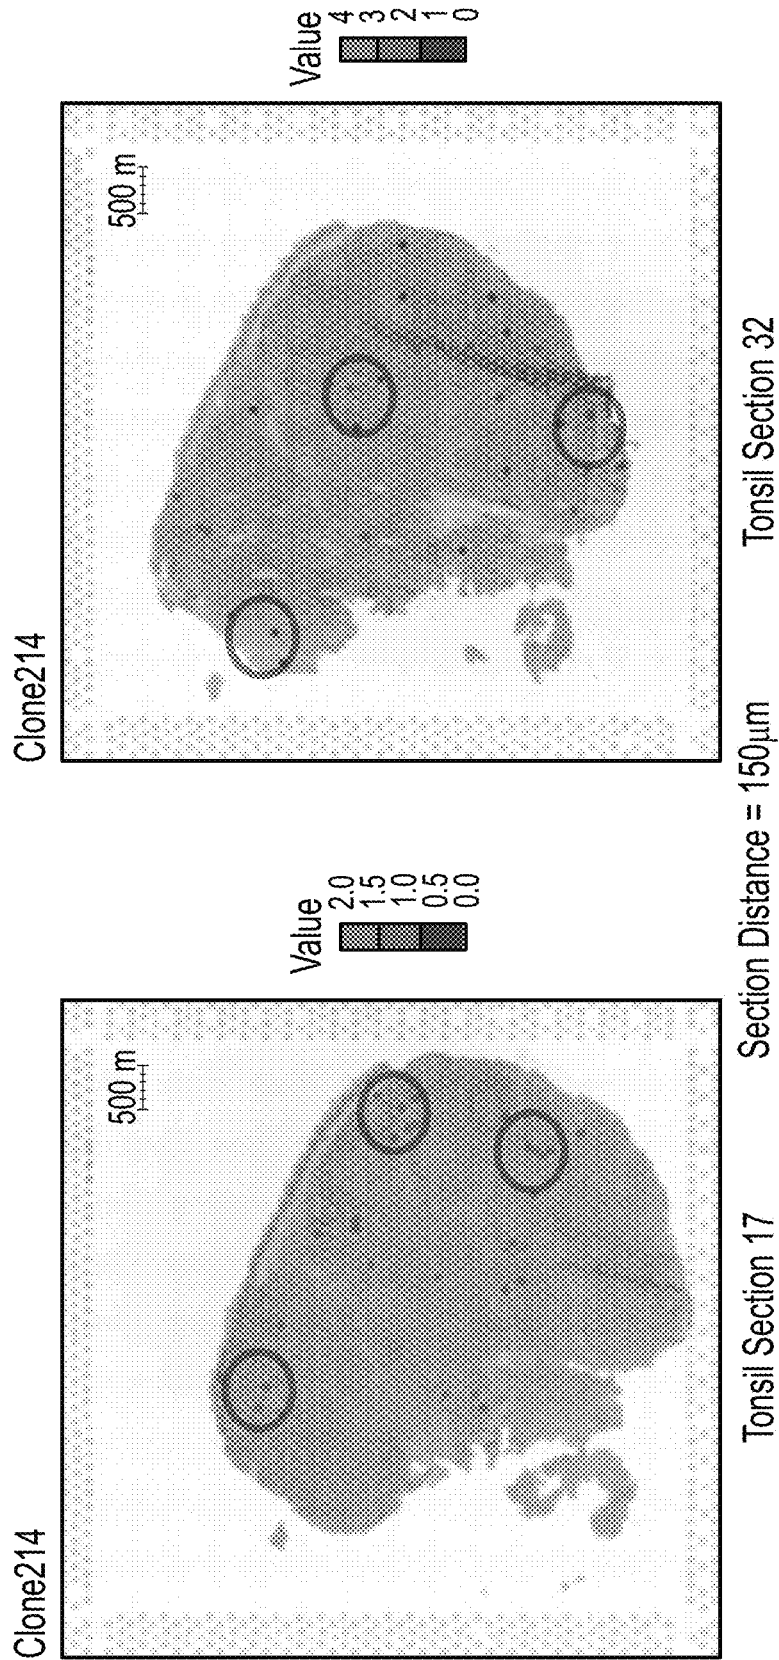 Clone214
500 m
Value
2.0
1.5
1.0
0.5
0.0
Tonsil Section 17
Section Distance = 150µm
Clone214
500 m
Value
4
3
2
1
0
Tonsil Section 32